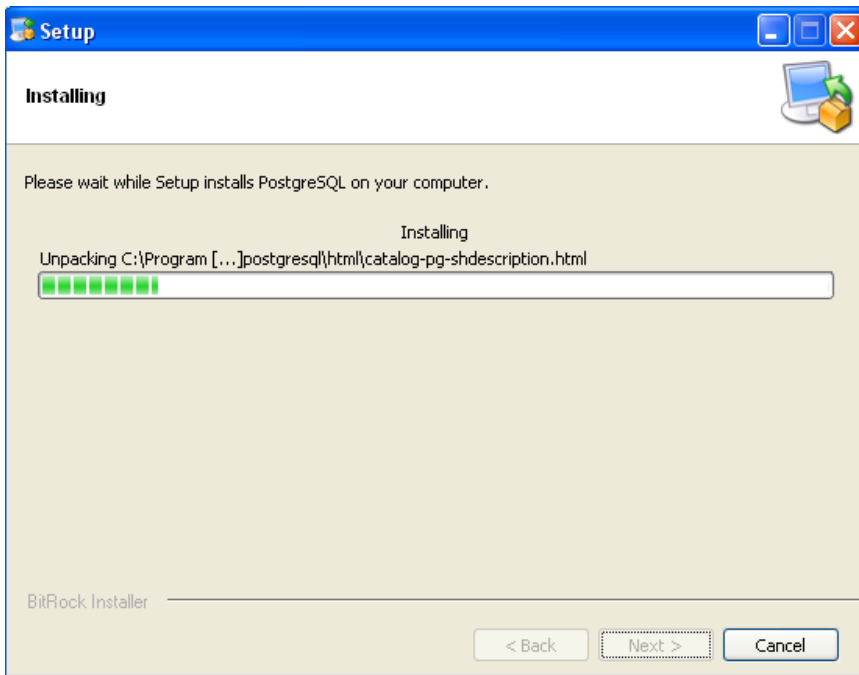 Setup
Installing
Please wait while Setup installs PostgreSQL on your computer.
Installing
Unpacking C:\Program [...]postgresql\html\catalog-pg-shdescription.html
BitRock Installer
< Back Next > Cancel